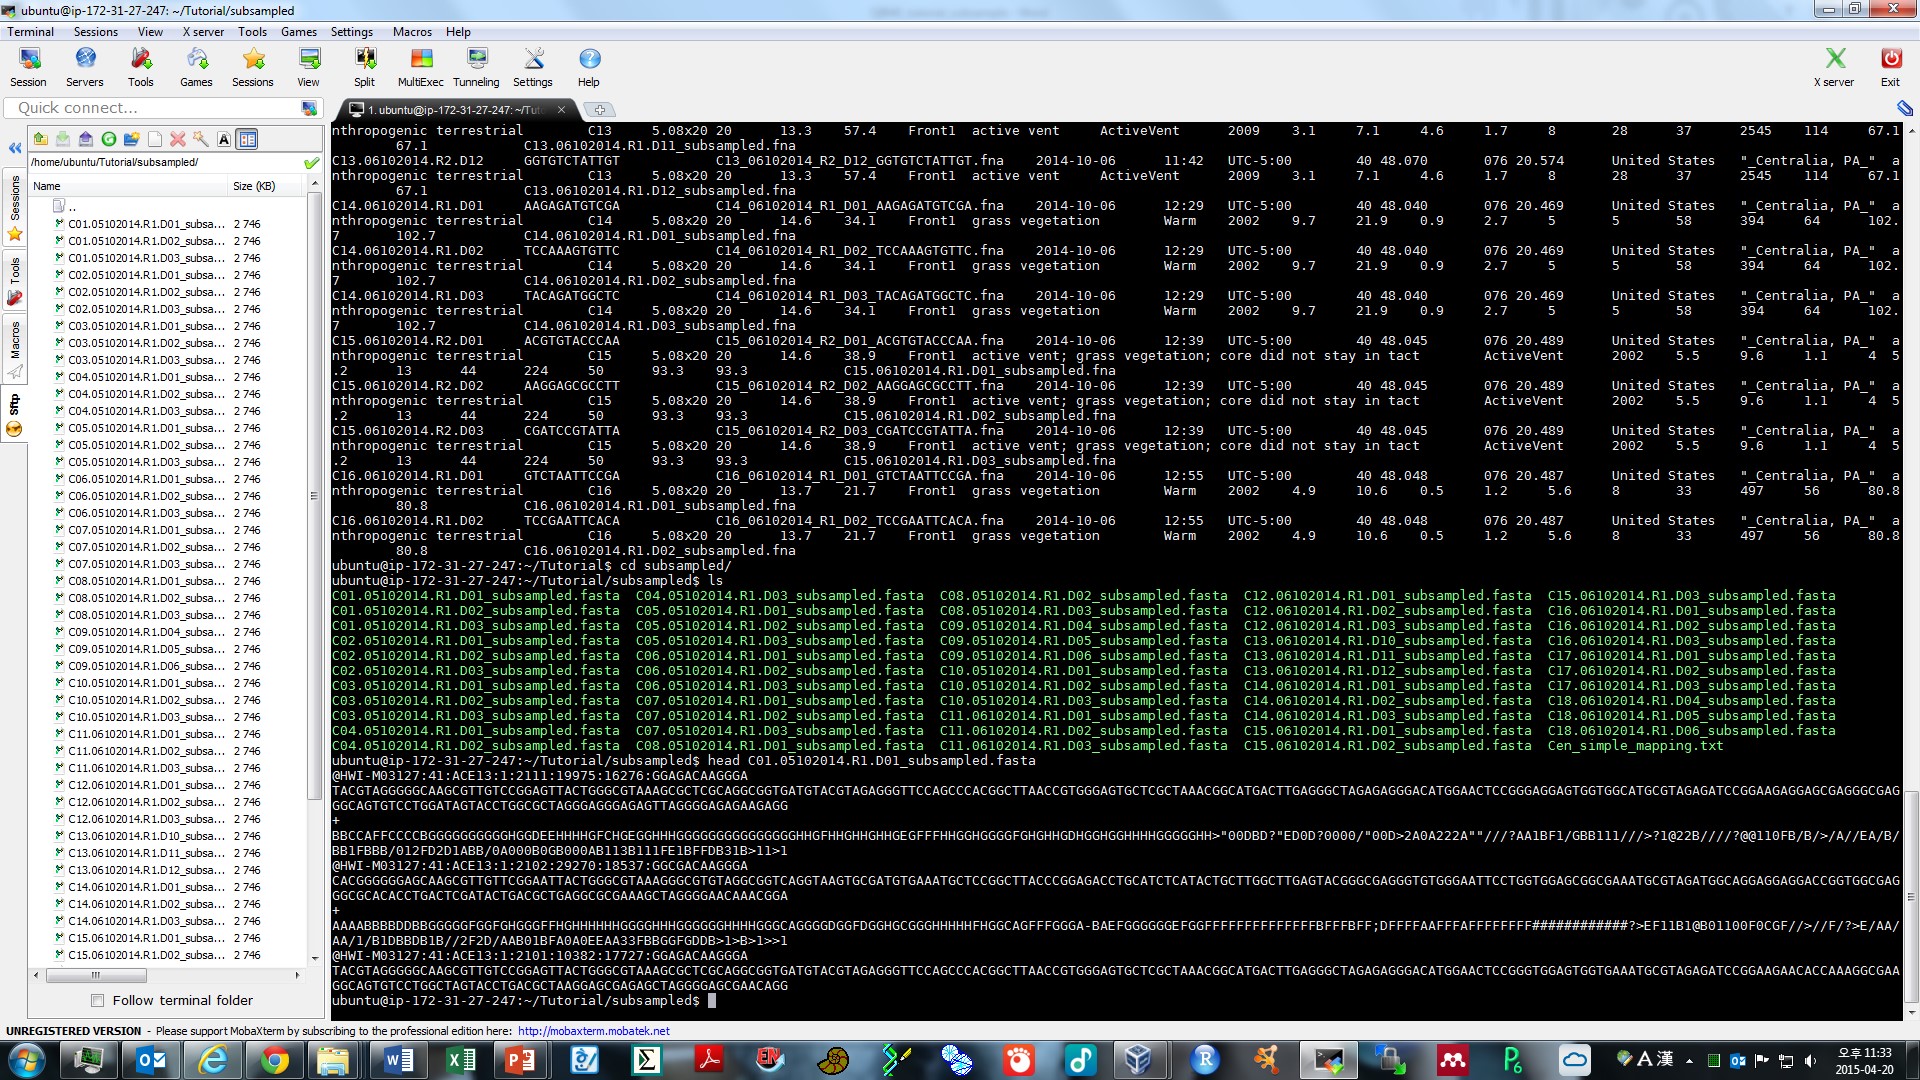 ubuntu@ip-172-31-27-247: ~/Tutorial/subsampled
Terminal Sessions View X server Tools Games Settings Macros Help
Session Servers Tools Games Sessions View Split MultiExec Tunneling Settings Help X server Exit
Quick connect...
1. ubuntu@ip-172-31-27-247: ~/Tut
/home/ubuntu/Tutorial/subsampled/
Name Size (KB)
..
C01.05102014.R1.D01_subsa... 2 746
C01.05102014.R1.D02_subsa... 2 746
C01.05102014.R1.D03_subsa... 2 746
C02.05102014.R1.D01_subsa... 2 746
C02.05102014.R1.D02_subsa... 2 746
C02.05102014.R1.D03_subsa... 2 746
C03.05102014.R1.D01_subsa... 2 746
C03.05102014.R1.D02_subsa... 2 746
C03.05102014.R1.D03_subsa... 2 746
C04.05102014.R1.D01_subsa... 2 746
C04.05102014.R1.D02_subsa... 2 746
C04.05102014.R1.D03_subsa... 2 746
C05.05102014.R1.D01_subsa... 2 746
C05.05102014.R1.D02_subsa... 2 746
C05.05102014.R1.D03_subsa... 2 746
C06.05102014.R1.D01_subsa... 2 746
C06.05102014.R1.D02_subsa... 2 746
C06.05102014.R1.D03_subsa... 2 746
C07.05102014.R1.D01_subsa... 2 746
C07.05102014.R1.D02_subsa... 2 746
C07.05102014.R1.D03_subsa... 2 746
C08.05102014.R1.D01_subsa... 2 746
C08.05102014.R1.D02_subsa... 2 746
C08.05102014.R1.D03_subsa... 2 746
C09.05102014.R1.D04_subsa... 2 746
C09.05102014.R1.D05_subsa... 2 746
C09.05102014.R1.D06_subsa... 2 746
C10.05102014.R1.D01_subsa... 2 746
C10.05102014.R1.D02_subsa... 2 746
C10.05102014.R1.D03_subsa... 2 746
C11.06102014.R1.D01_subsa... 2 746
C11.06102014.R1.D02_subsa... 2 746
C11.06102014.R1.D03_subsa... 2 746
C12.06102014.R1.D01_subsa... 2 746
C12.06102014.R1.D02_subsa... 2 746
C12.06102014.R1.D03_subsa... 2 746
C13.06102014.R1.D10_subsa... 2 746
C13.06102014.R1.D11_subsa... 2 746
C13.06102014.R1.D12_subsa... 2 746
C14.06102014.R1.D01_subsa... 2 746
C14.06102014.R1.D02_subsa... 2 746
C14.06102014.R1.D03_subsa... 2 746
C15.06102014.R1.D01_subsa... 2 746
C15.06102014.R1.D02_subsa... 2 746
Follow terminal folder
Sessions
Tools
Macros
Sftp
nthropogenic terrestrial C13 5.08x20 20 13.3 57.4 Front1 active vent ActiveVent 2009 3.1 7.1 4.6 1.7 8 28 37 2545 114 67.1
67.1 C13.06102014.R1.D11_subsampled.fna
C13.06102014.R2.D12 GGTGTCTATTGT C13_06102014_R2_D12_GGTGTCTATTGT.fna 2014-10-06 11:42 UTC-5:00 40 48.070 076 20.574 United States "_Centralia, PA_" a
nthropogenic terrestrial C13 5.08x20 20 13.3 57.4 Front1 active vent ActiveVent 2009 3.1 7.1 4.6 1.7 8 28 37 2545 114 67.1
67.1 C13.06102014.R1.D12_subsampled.fna
C14.06102014.R1.D01 AAGAGATGTCGA C14_06102014_R1_D01_AAGAGATGTCGA.fna 2014-10-06 12:29 UTC-5:00 40 48.040 076 20.469 United States "_Centralia, PA_" a
nthropogenic terrestrial C14 5.08x20 20 14.6 34.1 Front1 grass vegetation Warm 2002 9.7 21.9 0.9 2.7 5 5 58 394 64 102.
7 102.7 C14.06102014.R1.D01_subsampled.fna
C14.06102014.R1.D02 TCCAAAGTGTTC C14_06102014_R1_D02_TCCAAAGTGTTC.fna 2014-10-06 12:29 UTC-5:00 40 48.040 076 20.469 United States "_Centralia, PA_" a
nthropogenic terrestrial C14 5.08x20 20 14.6 34.1 Front1 grass vegetation Warm 2002 9.7 21.9 0.9 2.7 5 5 58 394 64 102.
7 102.7 C14.06102014.R1.D02_subsampled.fna
C14.06102014.R1.D03 TACAGATGGCTC C14_06102014_R1_D03_TACAGATGGCTC.fna 2014-10-06 12:29 UTC-5:00 40 48.040 076 20.469 United States "_Centralia, PA_" a
nthropogenic terrestrial C14 5.08x20 20 14.6 34.1 Front1 grass vegetation Warm 2002 9.7 21.9 0.9 2.7 5 5 58 394 64 102.
7 102.7 C14.06102014.R1.D03_subsampled.fna
C15.06102014.R2.D01 ACGTGTACCCAA C15_06102014_R2_D01_ACGTGTACCCAA.fna 2014-10-06 12:39 UTC-5:00 40 48.045 076 20.489 United States "_Centralia, PA_" a
nthropogenic terrestrial C15 5.08x20 20 14.6 38.9 Front1 active vent; grass vegetation; core did not stay in tact ActiveVent 2002 5.5 9.6 1.1 4 5
.2 13 44 224 50 93.3 93.3 C15.06102014.R1.D01_subsampled.fna
C15.06102014.R2.D02 AAGGAGCGCCTT C15_06102014_R2_D02_AAGGAGCGCCTT.fna 2014-10-06 12:39 UTC-5:00 40 48.045 076 20.489 United States "_Centralia, PA_" a
nthropogenic terrestrial C15 5.08x20 20 14.6 38.9 Front1 active vent; grass vegetation; core did not stay in tact ActiveVent 2002 5.5 9.6 1.1 4 5
.2 13 44 224 50 93.3 93.3 C15.06102014.R1.D02_subsampled.fna
C15.06102014.R2.D03 CGATCCGTATTA C15_06102014_R2_D03_CGATCCGTATTA.fna 2014-10-06 12:39 UTC-5:00 40 48.045 076 20.489 United States "_Centralia, PA_" a
nthropogenic terrestrial C15 5.08x20 20 14.6 38.9 Front1 active vent; grass vegetation; core did not stay in tact ActiveVent 2002 5.5 9.6 1.1 4 5
.2 13 44 224 50 93.3 93.3 C15.06102014.R1.D03_subsampled.fna
C16.06102014.R1.D01 GTCTAATTCCGA C16_06102014_R1_D01_GTCTAATTCCGA.fna 2014-10-06 12:55 UTC-5:00 40 48.048 076 20.487 United States "_Centralia, PA_" a
nthropogenic terrestrial C16 5.08x20 20 13.7 21.7 Front1 grass vegetation Warm 2002 4.9 10.6 0.5 1.2 5.6 8 33 497 56 80.8
80.8 C16.06102014.R1.D01_subsampled.fna
C16.06102014.R1.D02 TCCGAATTCACA C16_06102014_R1_D02_TCCGAATTCACA.fna 2014-10-06 12:55 UTC-5:00 40 48.048 076 20.487 United States "_Centralia, PA_" a
nthropogenic terrestrial C16 5.08x20 20 13.7 21.7 Front1 grass vegetation Warm 2002 4.9 10.6 0.5 1.2 5.6 8 33 497 56 80.8
80.8 C16.06102014.R1.D02_subsampled.fna
ubuntu@ip-172-31-27-247:~/Tutorial$ cd subsampled/
ubuntu@ip-172-31-27-247:~/Tutorial/subsampled$ ls
C01.05102014.R1.D01_subsampled.fasta C04.05102014.R1.D03_subsampled.fasta C08.05102014.R1.D02_subsampled.fasta C12.06102014.R1.D01_subsampled.fasta C15.06102014.R1.D03_subsampled.fasta
C01.05102014.R1.D02_subsampled.fasta C05.05102014.R1.D01_subsampled.fasta C08.05102014.R1.D03_subsampled.fasta C12.06102014.R1.D02_subsampled.fasta C16.06102014.R1.D01_subsampled.fasta
C01.05102014.R1.D03_subsampled.fasta C05.05102014.R1.D02_subsampled.fasta C09.05102014.R1.D04_subsampled.fasta C12.06102014.R1.D03_subsampled.fasta C16.06102014.R1.D02_subsampled.fasta
C02.05102014.R1.D01_subsampled.fasta C05.05102014.R1.D03_subsampled.fasta C09.05102014.R1.D05_subsampled.fasta C13.06102014.R1.D10_subsampled.fasta C16.06102014.R1.D03_subsampled.fasta
C02.05102014.R1.D02_subsampled.fasta C06.05102014.R1.D01_subsampled.fasta C09.05102014.R1.D06_subsampled.fasta C13.06102014.R1.D11_subsampled.fasta C17.06102014.R1.D01_subsampled.fasta
C02.05102014.R1.D03_subsampled.fasta C06.05102014.R1.D02_subsampled.fasta C10.05102014.R1.D01_subsampled.fasta C13.06102014.R1.D12_subsampled.fasta C17.06102014.R1.D02_subsampled.fasta
C03.05102014.R1.D01_subsampled.fasta C06.05102014.R1.D03_subsampled.fasta C10.05102014.R1.D02_subsampled.fasta C14.06102014.R1.D01_subsampled.fasta C17.06102014.R1.D03_subsampled.fasta
C03.05102014.R1.D02_subsampled.fasta C07.05102014.R1.D01_subsampled.fasta C10.05102014.R1.D03_subsampled.fasta C14.06102014.R1.D02_subsampled.fasta C18.06102014.R1.D04_subsampled.fasta
C03.05102014.R1.D03_subsampled.fasta C07.05102014.R1.D02_subsampled.fasta C11.06102014.R1.D01_subsampled.fasta C14.06102014.R1.D03_subsampled.fasta C18.06102014.R1.D05_subsampled.fasta
C04.05102014.R1.D01_subsampled.fasta C07.05102014.R1.D03_subsampled.fasta C11.06102014.R1.D02_subsampled.fasta C15.06102014.R1.D01_subsampled.fasta C18.06102014.R1.D06_subsampled.fasta
C04.05102014.R1.D02_subsampled.fasta C08.05102014.R1.D01_subsampled.fasta C11.06102014.R1.D03_subsampled.fasta C15.06102014.R1.D02_subsampled.fasta Cen_simple_mapping.txt
ubuntu@ip-172-31-27-247:~/Tutorial/subsampled$ head C01.05102014.R1.D01_subsampled.fasta
@HWI-M03127:41:ACE13:1:2111:19975:16276:GGAGACAAGGGA
TACGTAGGGGGCAAGCGTTGTCCGGAGTTACTGGGCGTAAAGCGCTCGCAGGCGGTGATGTACGTAGAGGGTTCCAGCCCACGGCTTAACCGTGGGAGTGCTCGCTAAACGGCATGACTTGAGGGCTAGAGAGGGACATGGAACTCCGGGAGGAGTGGTGGCATGCGTAGAGATCCGGAAGAGGAGCGAGGGCGAG
GGCAGTGTCCTGGATAGTACCTGGCGCTAGGGAGGGAGAGTTAGGGGAGAGAAGAGG
+
BBCCAFFCCCCBGGGGGGGGGGHGGDEEHHHHGFCHGEGGHHHGGGGGGGGGGGGGGGHHGFHHGHHGHHGEGFFFHHGGHGGGGFGHGHHGDHGGHGGHHHHGGGGGHH>"00DBD?"ED0D?0000/"00D>2A0A222A""///?AA1BF1/GBB111///>?1@22B////?@@110FB/B/>/A//EA/B/
BB1FBBB/012FD2D1ABB/0A000B0GB000AB113B111FE1BFFDB31B>11>1
@HWI-M03127:41:ACE13:1:2102:29270:18537:GGCGACAAGGGA
CACGGGGGGAGCAAGCGTTGTTCGGAATTACTGGGCGTAAAGGGCGTGTAGGCGGTCAGGTAAGTGCGATGTGAAATGCTCCGGCTTACCCGGAGACCTGCATCTCATACTGCTTGGCTTGAGTACGGGCGAGGGTGTGGGAATTCCTGGTGGAGCGGCGAAATGCGTAGATGGCAGGAGGAGGACCGGTGGCGAG
GGCGCACACCTGACTCGATACTGACGCTGAGGCGCGAAAGCTAGGGGAACAAACGGA
+
AAAABBBBDDBBGGGGGFGGFGHGGGFFHGHHHHHHGGGGHHHGGGGGHHHHGGGCAGGGGDGGFDGGHGCGGGHHHHHFHGGCAGFFFGGGA-BAEFGGGGGGEFGGFFFFFFFFFFFFFFBFFFBFF;DFFFFAAFFFAFFFFFFFF############?>EF11B1@B01100F0CGF//>//F/?>E/AA/
AA/1/B1DBBDB1B//2F2D/AAB01BFA0A0EEAA33FBBGGFGDDB>1>B>1>>1
@HWI-M03127:41:ACE13:1:2101:10382:17727:GGAGACAAGGGA
TACGTAGGGGGCAAGCGTTGTCCGGAGTTACTGGGCGTAAAGCGCTCGCAGGCGGTGATGTACGTAGAGGGTTCCAGCCCACGGCTTAACCGTGGGAGTGCTCGCTAAACGGCATGACTTGAGGGCTAGAGAGGGACATGGAACTCCGGGTGGAGTGGTGAAATGCGTAGAGATCCGGAAGAACACCAAAGGCGAA
GGCAGTGTCCTGGCTAGTACCTGACGCTAAGGAGCGAGAGCTAGGGGAGCGAACAGG
ubuntu@ip-172-31-27-247:~/Tutorial/subsampled$
UNREGISTERED VERSION - Please support MobaXterm by subscribing to the professional edition here: http://mobaxterm.mobatek.net
A 漢
오후 11:33
2015-04-20